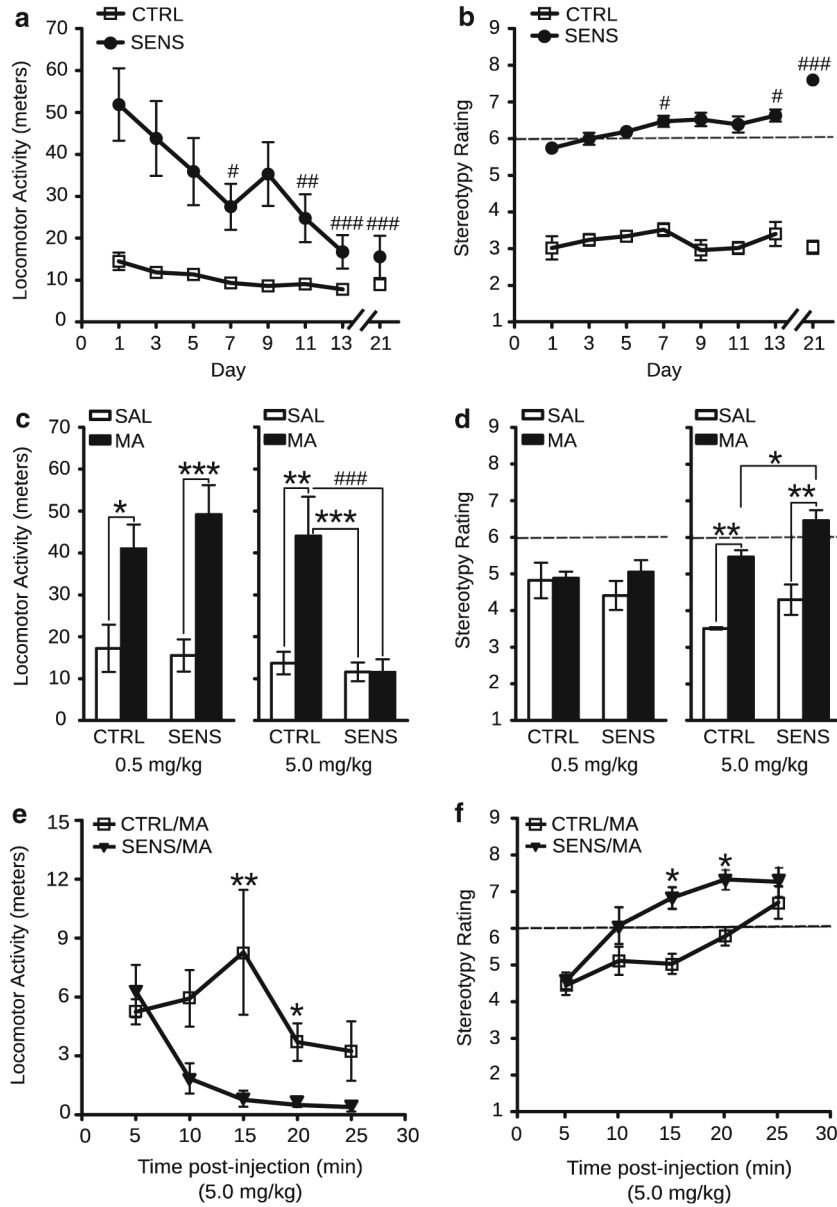 a
CTRL
SENS
Locomotor Activity (meters)
70
60
50
40
30
20
10
0
#
##
### ###
0 1 3 5 7 9 11 13 21
Day
b
CTRL
SENS
Stereotypy Rating
9
8
7
6
5
4
3
2
1
#
#
###
0 1 3 5 7 9 11 13 21
Day
c
SAL
MA
SAL
MA
Locomotor Activity (meters)
70
60
50
40
30
20
10
0
*
***
**
###
***
CTRL SENS CTRL SENS
0.5 mg/kg 5.0 mg/kg
d
SAL
MA
SAL
MA
Stereotypy Rating
9
8
7
6
5
4
3
2
1
*
**
**
CTRL SENS CTRL SENS
0.5 mg/kg 5.0 mg/kg
e
CTRL/MA
SENS/MA
Locomotor Activity (meters)
15
12
9
6
3
0
**
*
0 5 10 15 20 25 30
Time post-injection (min)
(5.0 mg/kg)
f
CTRL/MA
SENS/MA
Stereotypy Rating
9
8
7
6
5
4
3
2
1
*
*
0 5 10 15 20 25 30
Time post-injection (min)
(5.0 mg/kg)